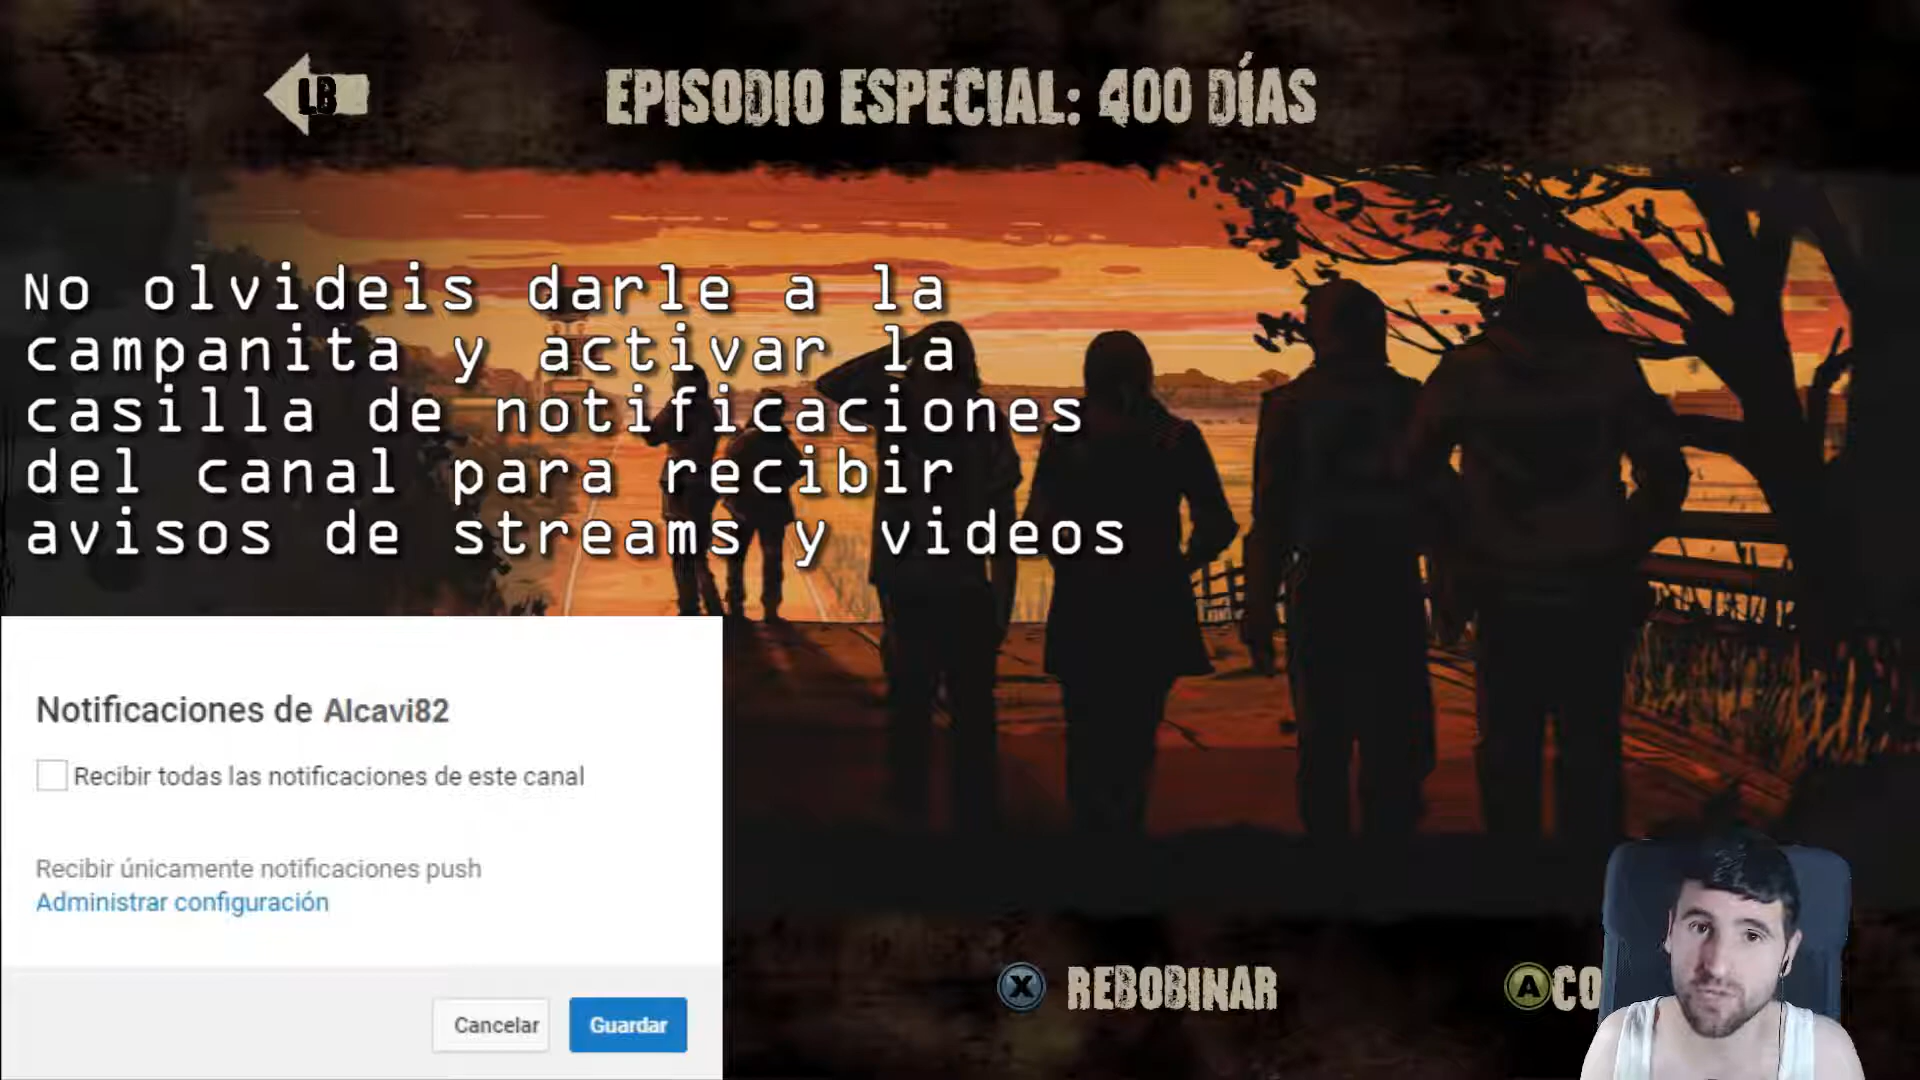 LB
EPISODIO ESPECIAL: 400 DÍAS
No olvideis darle a la
campanita y activar la
casilla de notificaciones
del canal para recibir
avisos de streams y videos
Notificaciones de Alcavi82
Recibir todas las notificaciones de este canal
Recibir únicamente notificaciones push
Administrar configuración
Cancelar Guardar
X REBOBINAR
A CO